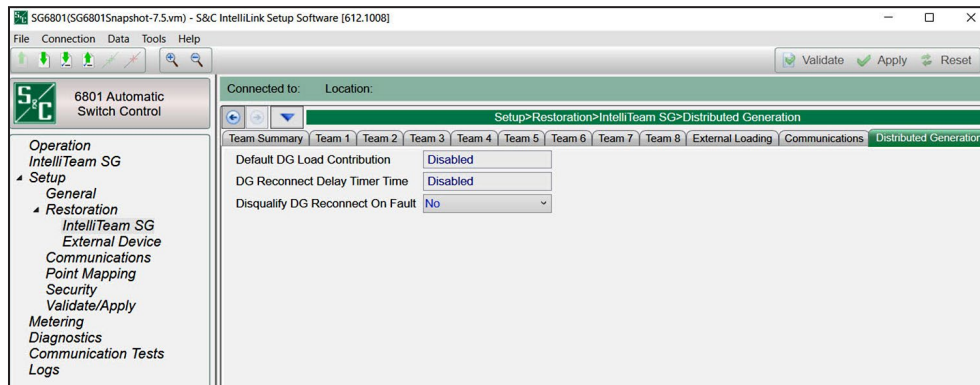 SG6801(SG6801Snapshot-7.5.vm) - S&C IntelliLink Setup Software [612.1008]
File Connection Data Tools Help
Validate Apply Reset
S&C
6801 Automatic
Switch Control
Connected to: Location:
Setup>Restoration>IntelliTeam SG>Distributed Generation
Team Summary Team 1 Team 2 Team 3 Team 4 Team 5 Team 6 Team 7 Team 8 External Loading Communications Distributed Generation
Operation
IntelliTeam SG
Setup
General
Restoration
IntelliTeam SG
External Device
Communications
Point Mapping
Security
Validate/Apply
Metering
Diagnostics
Communication Tests
Logs
Default DG Load Contribution Disabled
DG Reconnect Delay Timer Time Disabled
Disqualify DG Reconnect On Fault No